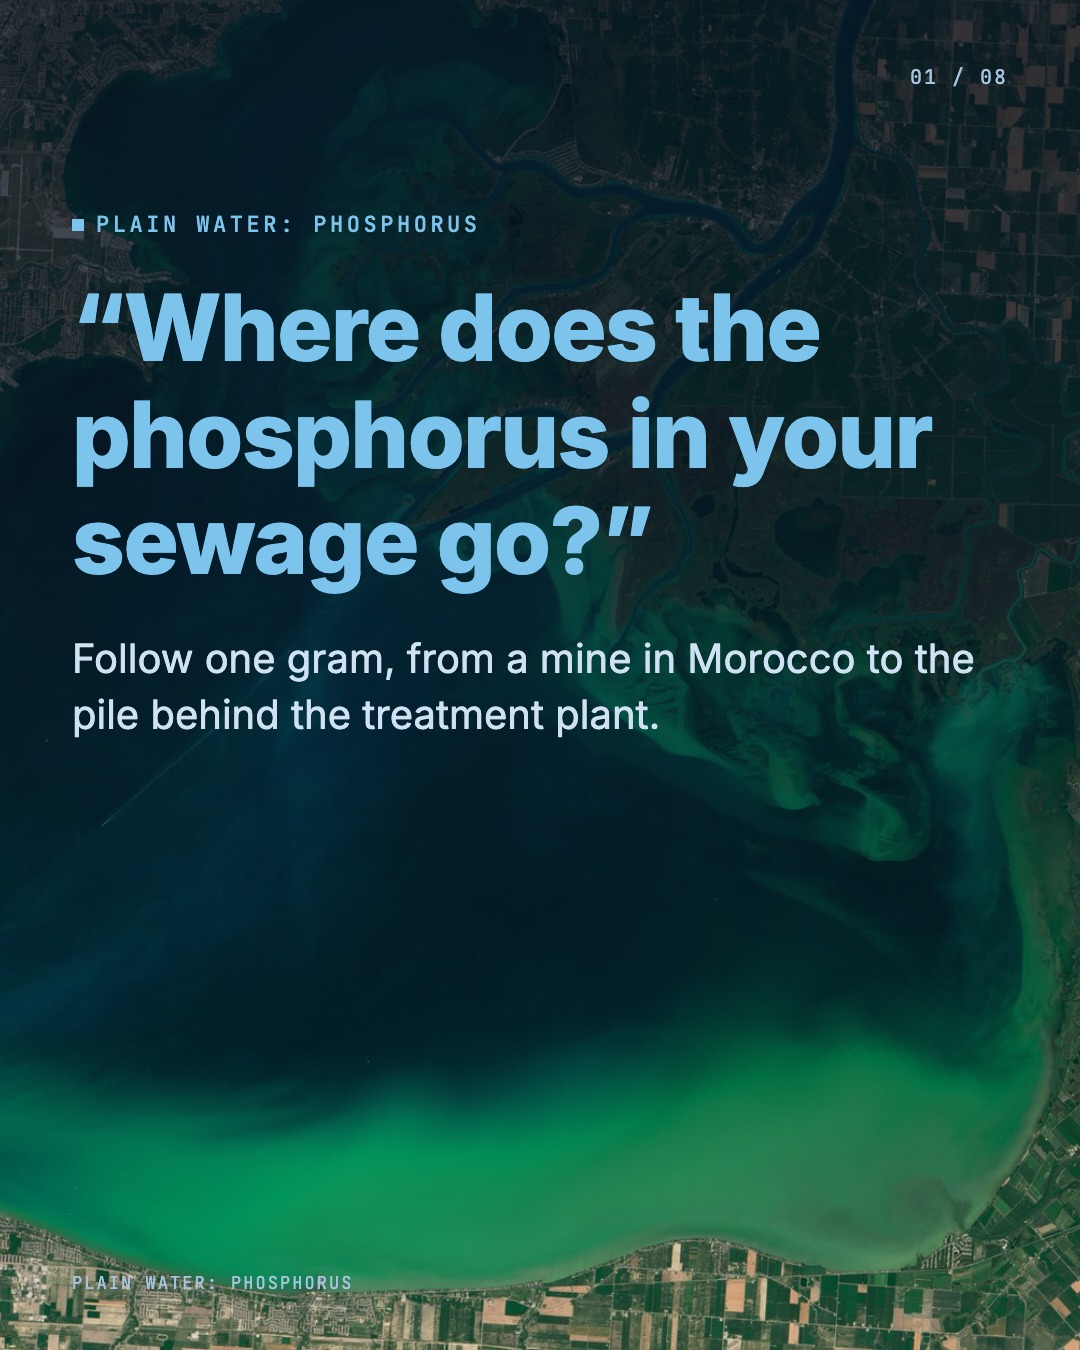 01 / 08
PLAIN WATER: PHOSPHORUS
“Where does the
phosphorus in your
sewage go?”
Follow one gram, from a mine in Morocco to the
pile behind the treatment plant.
PLAIN WATER: PHOSPHORUS